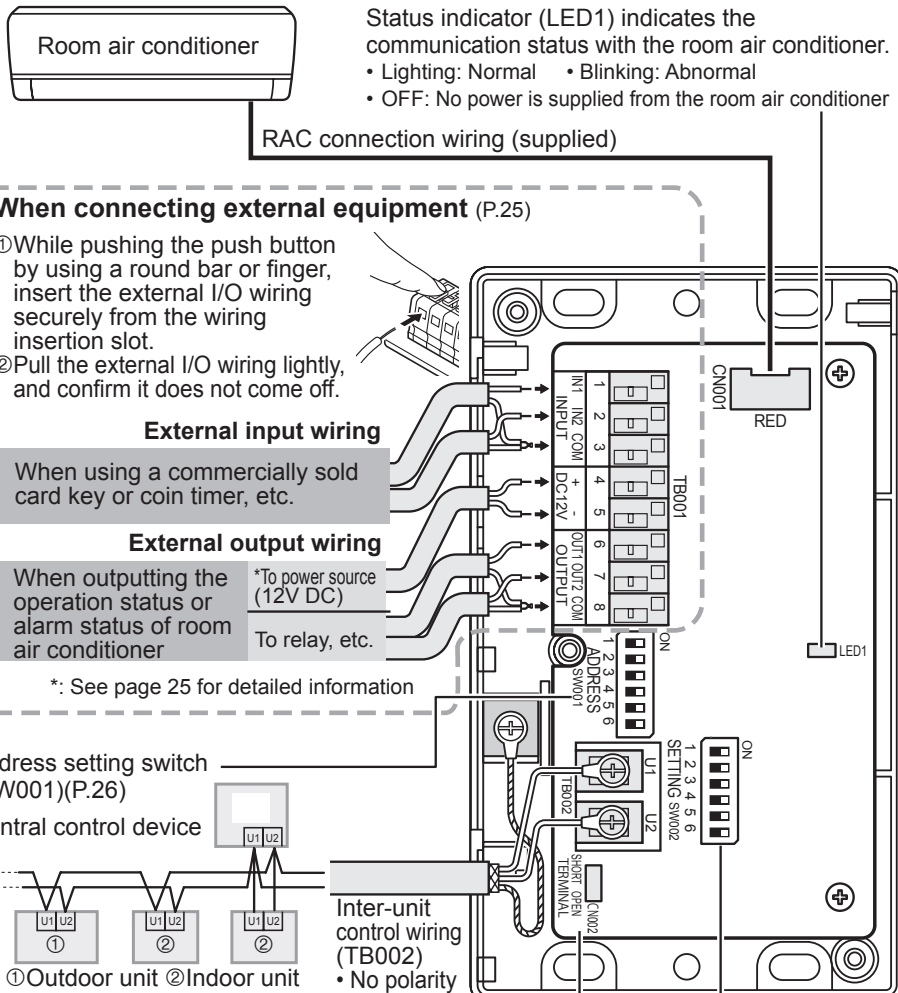 Room air conditioner
Status indicator (LED1) indicates the
communication status with the room air conditioner.
• Lighting: Normal • Blinking: Abnormal
• OFF: No power is supplied from the room air conditioner
RAC connection wiring (supplied)
When connecting external equipment (P.25)
①While pushing the push button
by using a round bar or finger,
insert the external I/O wiring
securely from the wiring
insertion slot.
②Pull the external I/O wiring lightly,
and confirm it does not come off.
External input wiring
When using a commercially sold
card key or coin timer, etc.
External output wiring
When outputting the
operation status or
alarm status of room
air conditioner
*To power source
(12V DC)
To relay, etc.
*: See page 25 for detailed information
IN1 IN2 COM
INPUT
+ -
DC12V
OUT1 OUT2 COM
OUTPUT
1 2 3 4 5 6 7 8
TB001
CN001
RED
LED1
ON
1 2 3 4 5 6
ADDRESS
SW001
ON
1 2 3 4 5 6
SETTING SW002
U1
U2
TB002
SHORT OPEN
TERMINAL
CN002
dress setting switch
W001)(P.26)
ntral control device
U1 U2
U1 U2
①
U1 U2
②
U1 U2
②
①Outdoor unit ②Indoor unit
Inter-unit
control wiring
(TB002)
• No polarity